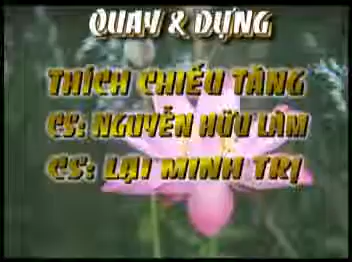 QUAY & DỰNG
THÍCH CHIẾU TÁNG
CS: NGUYỄN HỮU LÂM
CS: LẠI MINH TRỊ